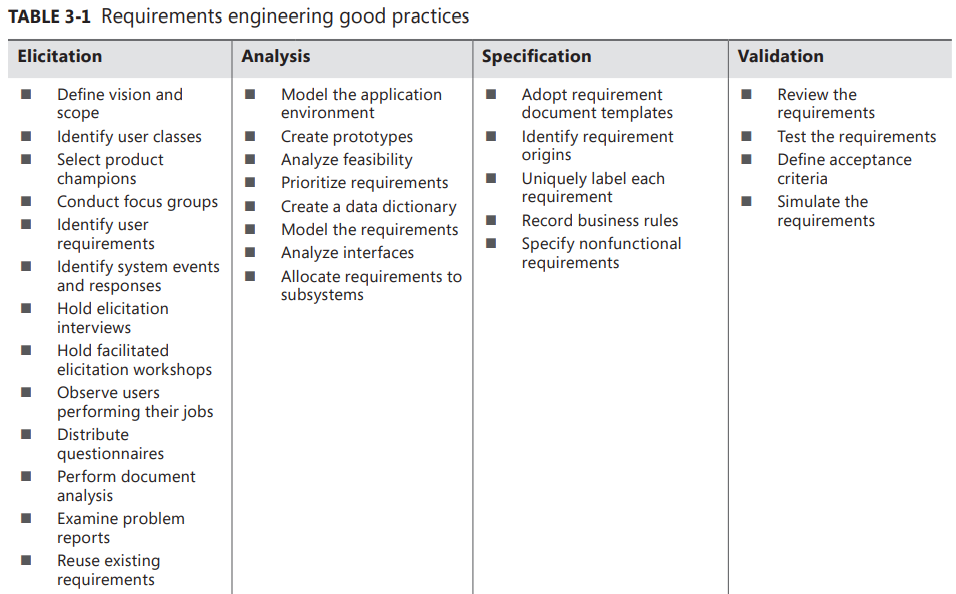 TABLE 3-1 Requirements engineering good practices
Elicitation
■ Define vision and
scope
■ Identify user classes
■ Select product
champions
■ Conduct focus groups
■ Identify user
requirements
■ Identify system events
and responses
■ Hold elicitation
interviews
■ Hold facilitated
elicitation workshops
■ Observe users
performing their jobs
■ Distribute
questionnaires
■ Perform document
analysis
■ Examine problem
reports
■ Reuse existing
requirements
Analysis
■ Model the application
environment
■ Create prototypes
■ Analyze feasibility
■ Prioritize requirements
■ Create a data dictionary
■ Model the requirements
■ Analyze interfaces
■ Allocate requirements to
subsystems
Specification
■ Adopt requirement
document templates
■ Identify requirement
origins
■ Uniquely label each
requirement
■ Record business rules
■ Specify nonfunctional
requirements
Validation
■ Review the
requirements
■ Test the requirements
■ Define acceptance
criteria
■ Simulate the
requirements